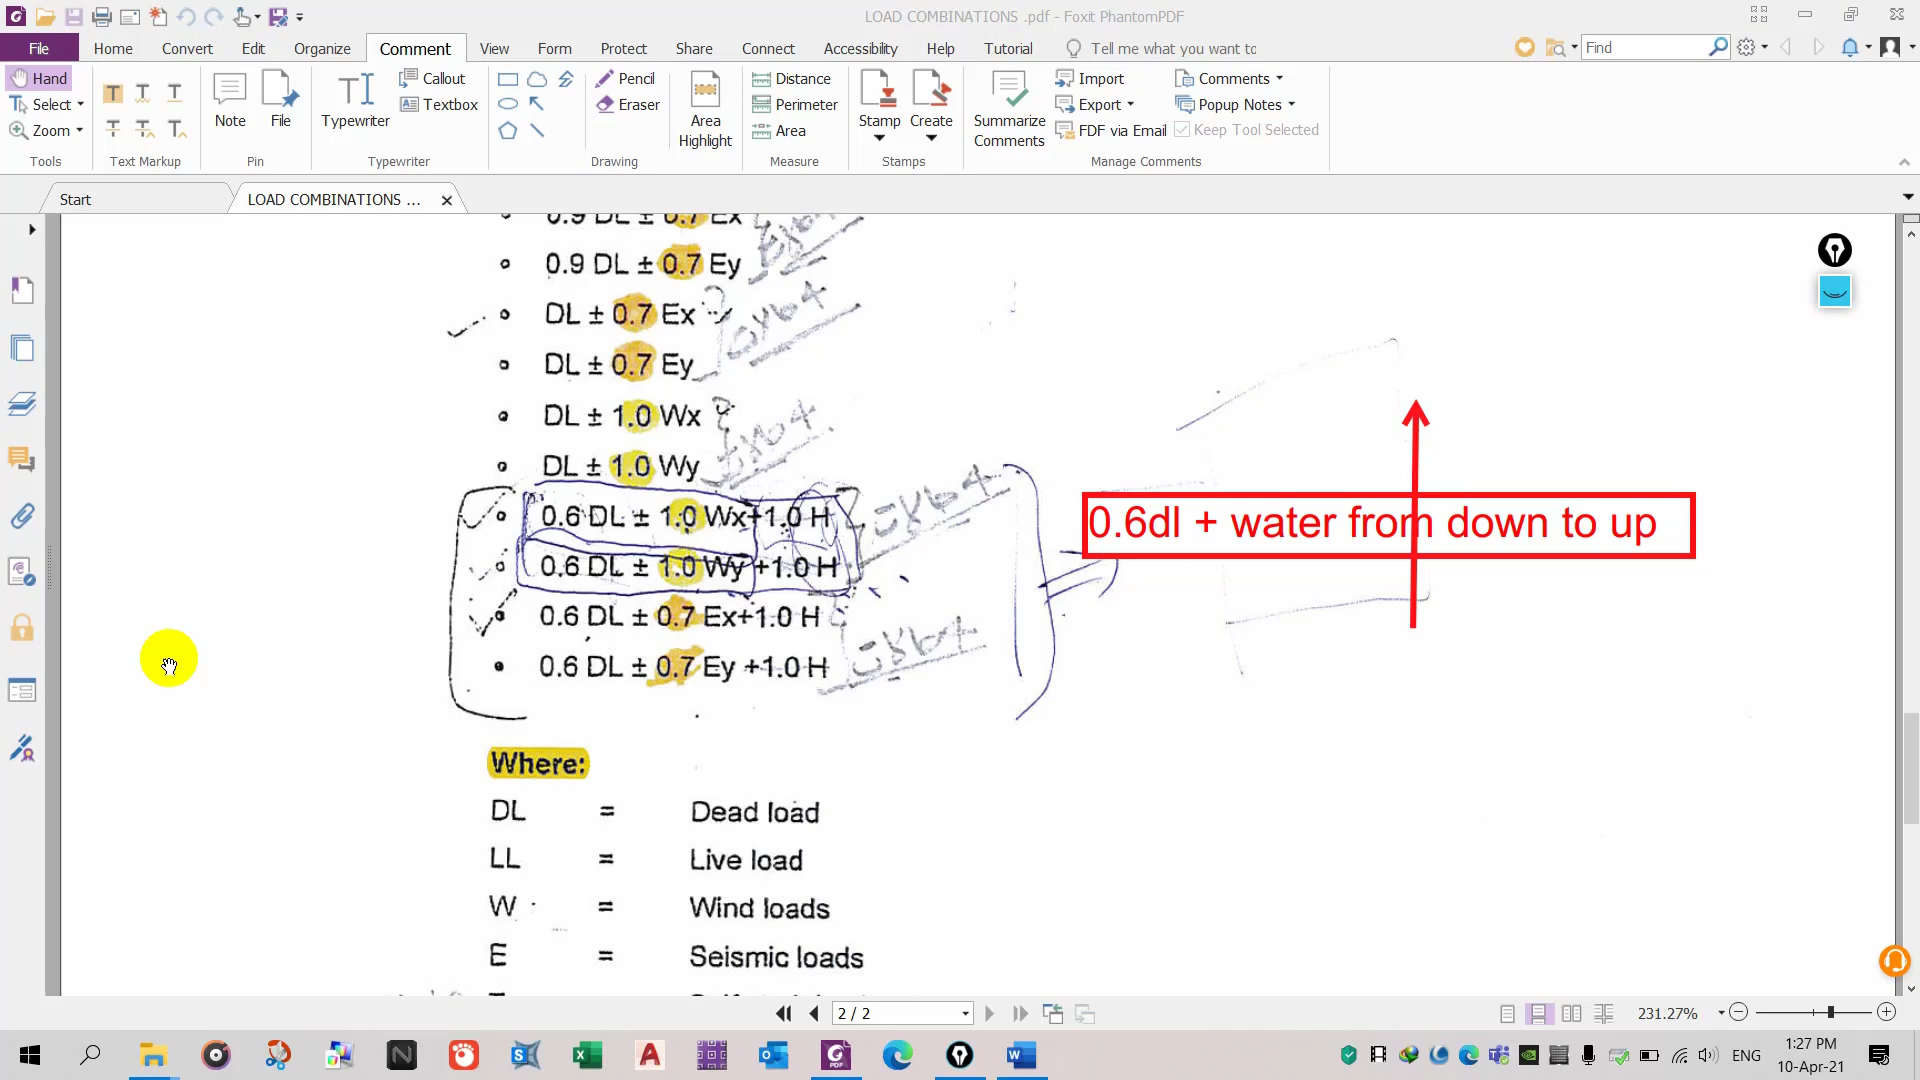 LOAD COMBINATIONS .pdf - Foxit PhantomPDF
File Home Convert Edit Organize Comment View Form Protect Share Connect Accessibility Help Tutorial Tell me what you want to Find
Hand
Select
Zoom
Tools
Text Markup
Note
File
Pin
Typewriter
Callout
Textbox
Typewriter
Pencil
Eraser
Drawing
Area Highlight
Distance
Perimeter
Area
Measure
Stamp
Create
Stamps
Summarize Comments
Import
Export
FDF via Email
Comments
Popup Notes
Keep Tool Selected
Manage Comments
Start
LOAD COMBINATIONS ...
0.9 DL ± 0.7 Ex
0.9 DL ± 0.7 Ey
DL ± 0.7 Ex
DL ± 0.7 Ey
DL ± 1.0 Wx
DL ± 1.0 Wy
0.6 DL ± 1.0 Wx+1.0 H
0.6 DL ± 1.0 Wy +1.0 H
0.6 DL ± 0.7 Ex+1.0 H
0.6 DL ± 0.7 Ey +1.0 H
0.6dl + water from down to up
Where:
DL = Dead load
LL = Live load
W = Wind loads
E = Seismic loads
2 / 2
231.27%
ENG
1:27 PM
10-Apr-21